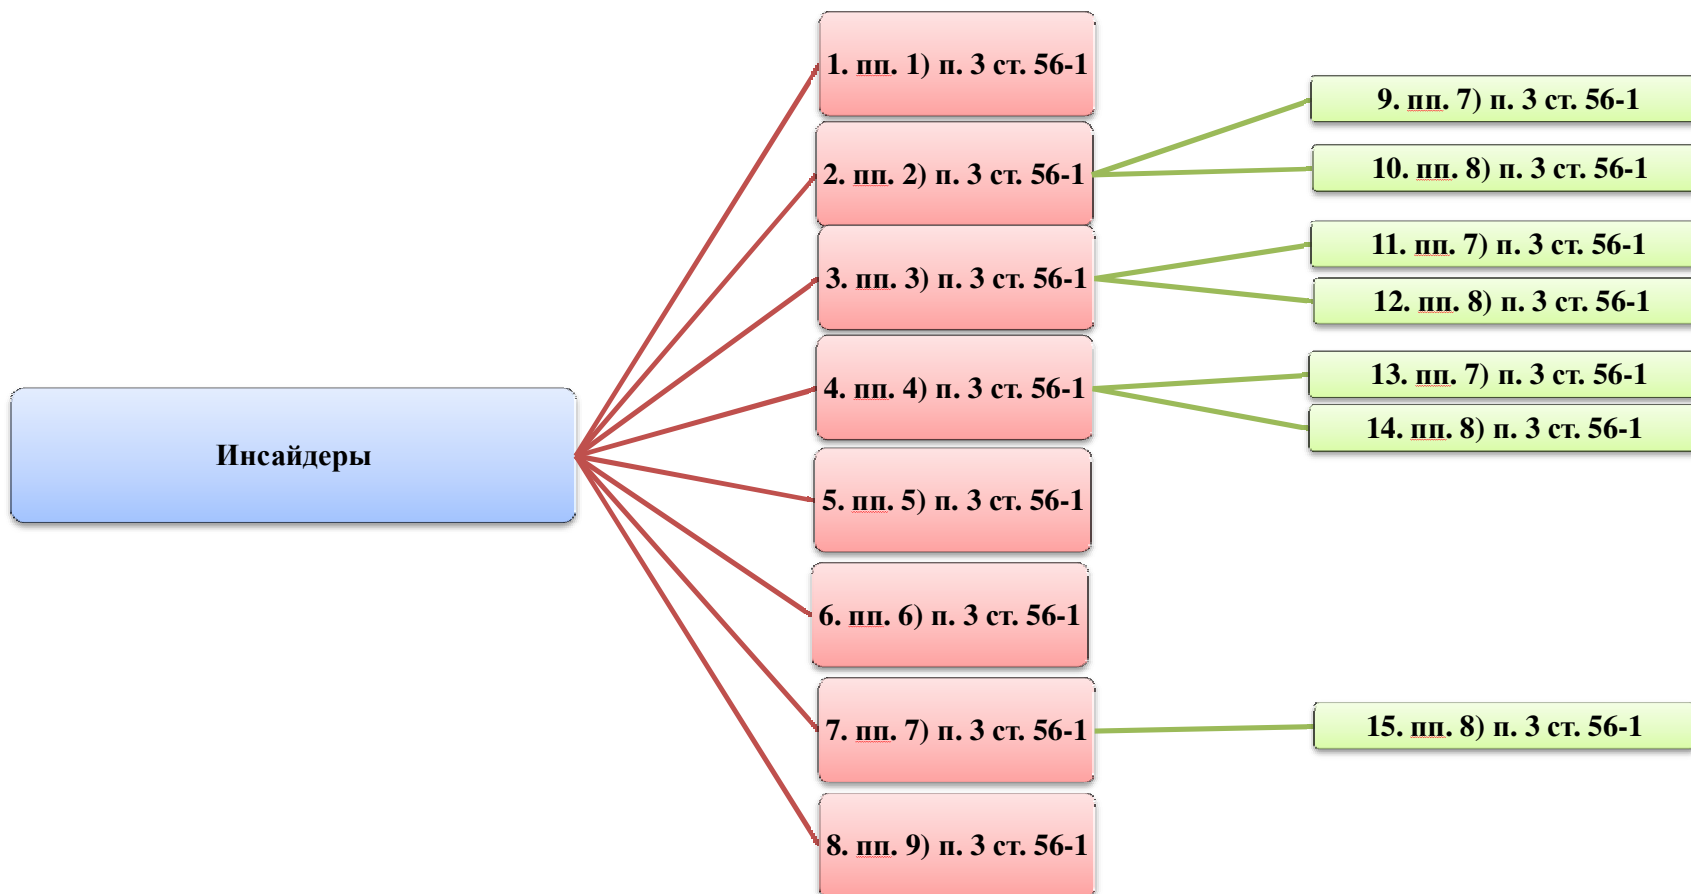 Инсайдеры
1. пп. 1) п. 3 ст. 56-1
2. пп. 2) п. 3 ст. 56-1
3. пп. 3) п. 3 ст. 56-1
4. пп. 4) п. 3 ст. 56-1
5. пп. 5) п. 3 ст. 56-1
6. пп. 6) п. 3 ст. 56-1
7. пп. 7) п. 3 ст. 56-1
8. пп. 9) п. 3 ст. 56-1
9. пп. 7) п. 3 ст. 56-1
10. пп. 8) п. 3 ст. 56-1
11. пп. 7) п. 3 ст. 56-1
12. пп. 8) п. 3 ст. 56-1
13. пп. 7) п. 3 ст. 56-1
14. пп. 8) п. 3 ст. 56-1
15. пп. 8) п. 3 ст. 56-1